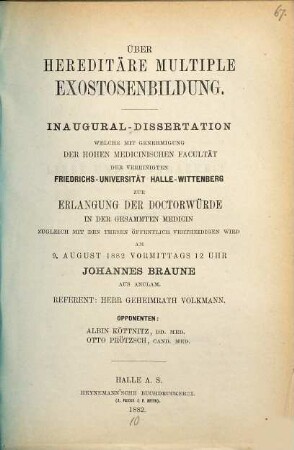 67.
ÜBER
HEREDITÄRE MULTIPLE
EXOSTOSENBILDUNG.
INAUGURAL-DISSERTATION
WELCHE MIT GENEHMIGUNG
DER HOHEN MEDICINISCHEN FACULTÄT
DER VEREINIGTEN
FRIEDRICHS-UNIVERSITÄT HALLE-WITTENBERG
ZUR
ERLANGUNG DER DOCTORWÜRDE
IN DER GESAMMTEN MEDICIN
ZUGLEICH MIT DEN THESEN ÖFFENTLICH VERTHEIDIGEN WIRD
AM
9. AUGUST 1882 VORMITTAGS 12 UHR
JOHANNES BRAUNE
AUS ANCLAM.
REFERENT: HERR GEHEIMRATH VOLKMANN.
OPPONENTEN:
ALBIN KÖTTNITZ, DD. MED.
OTTO PRÖTZSCH, CAND. MED.
HALLE A. S.
HEYNEMANN'SCHE BUCHDRUCKEREI.
1882.
10